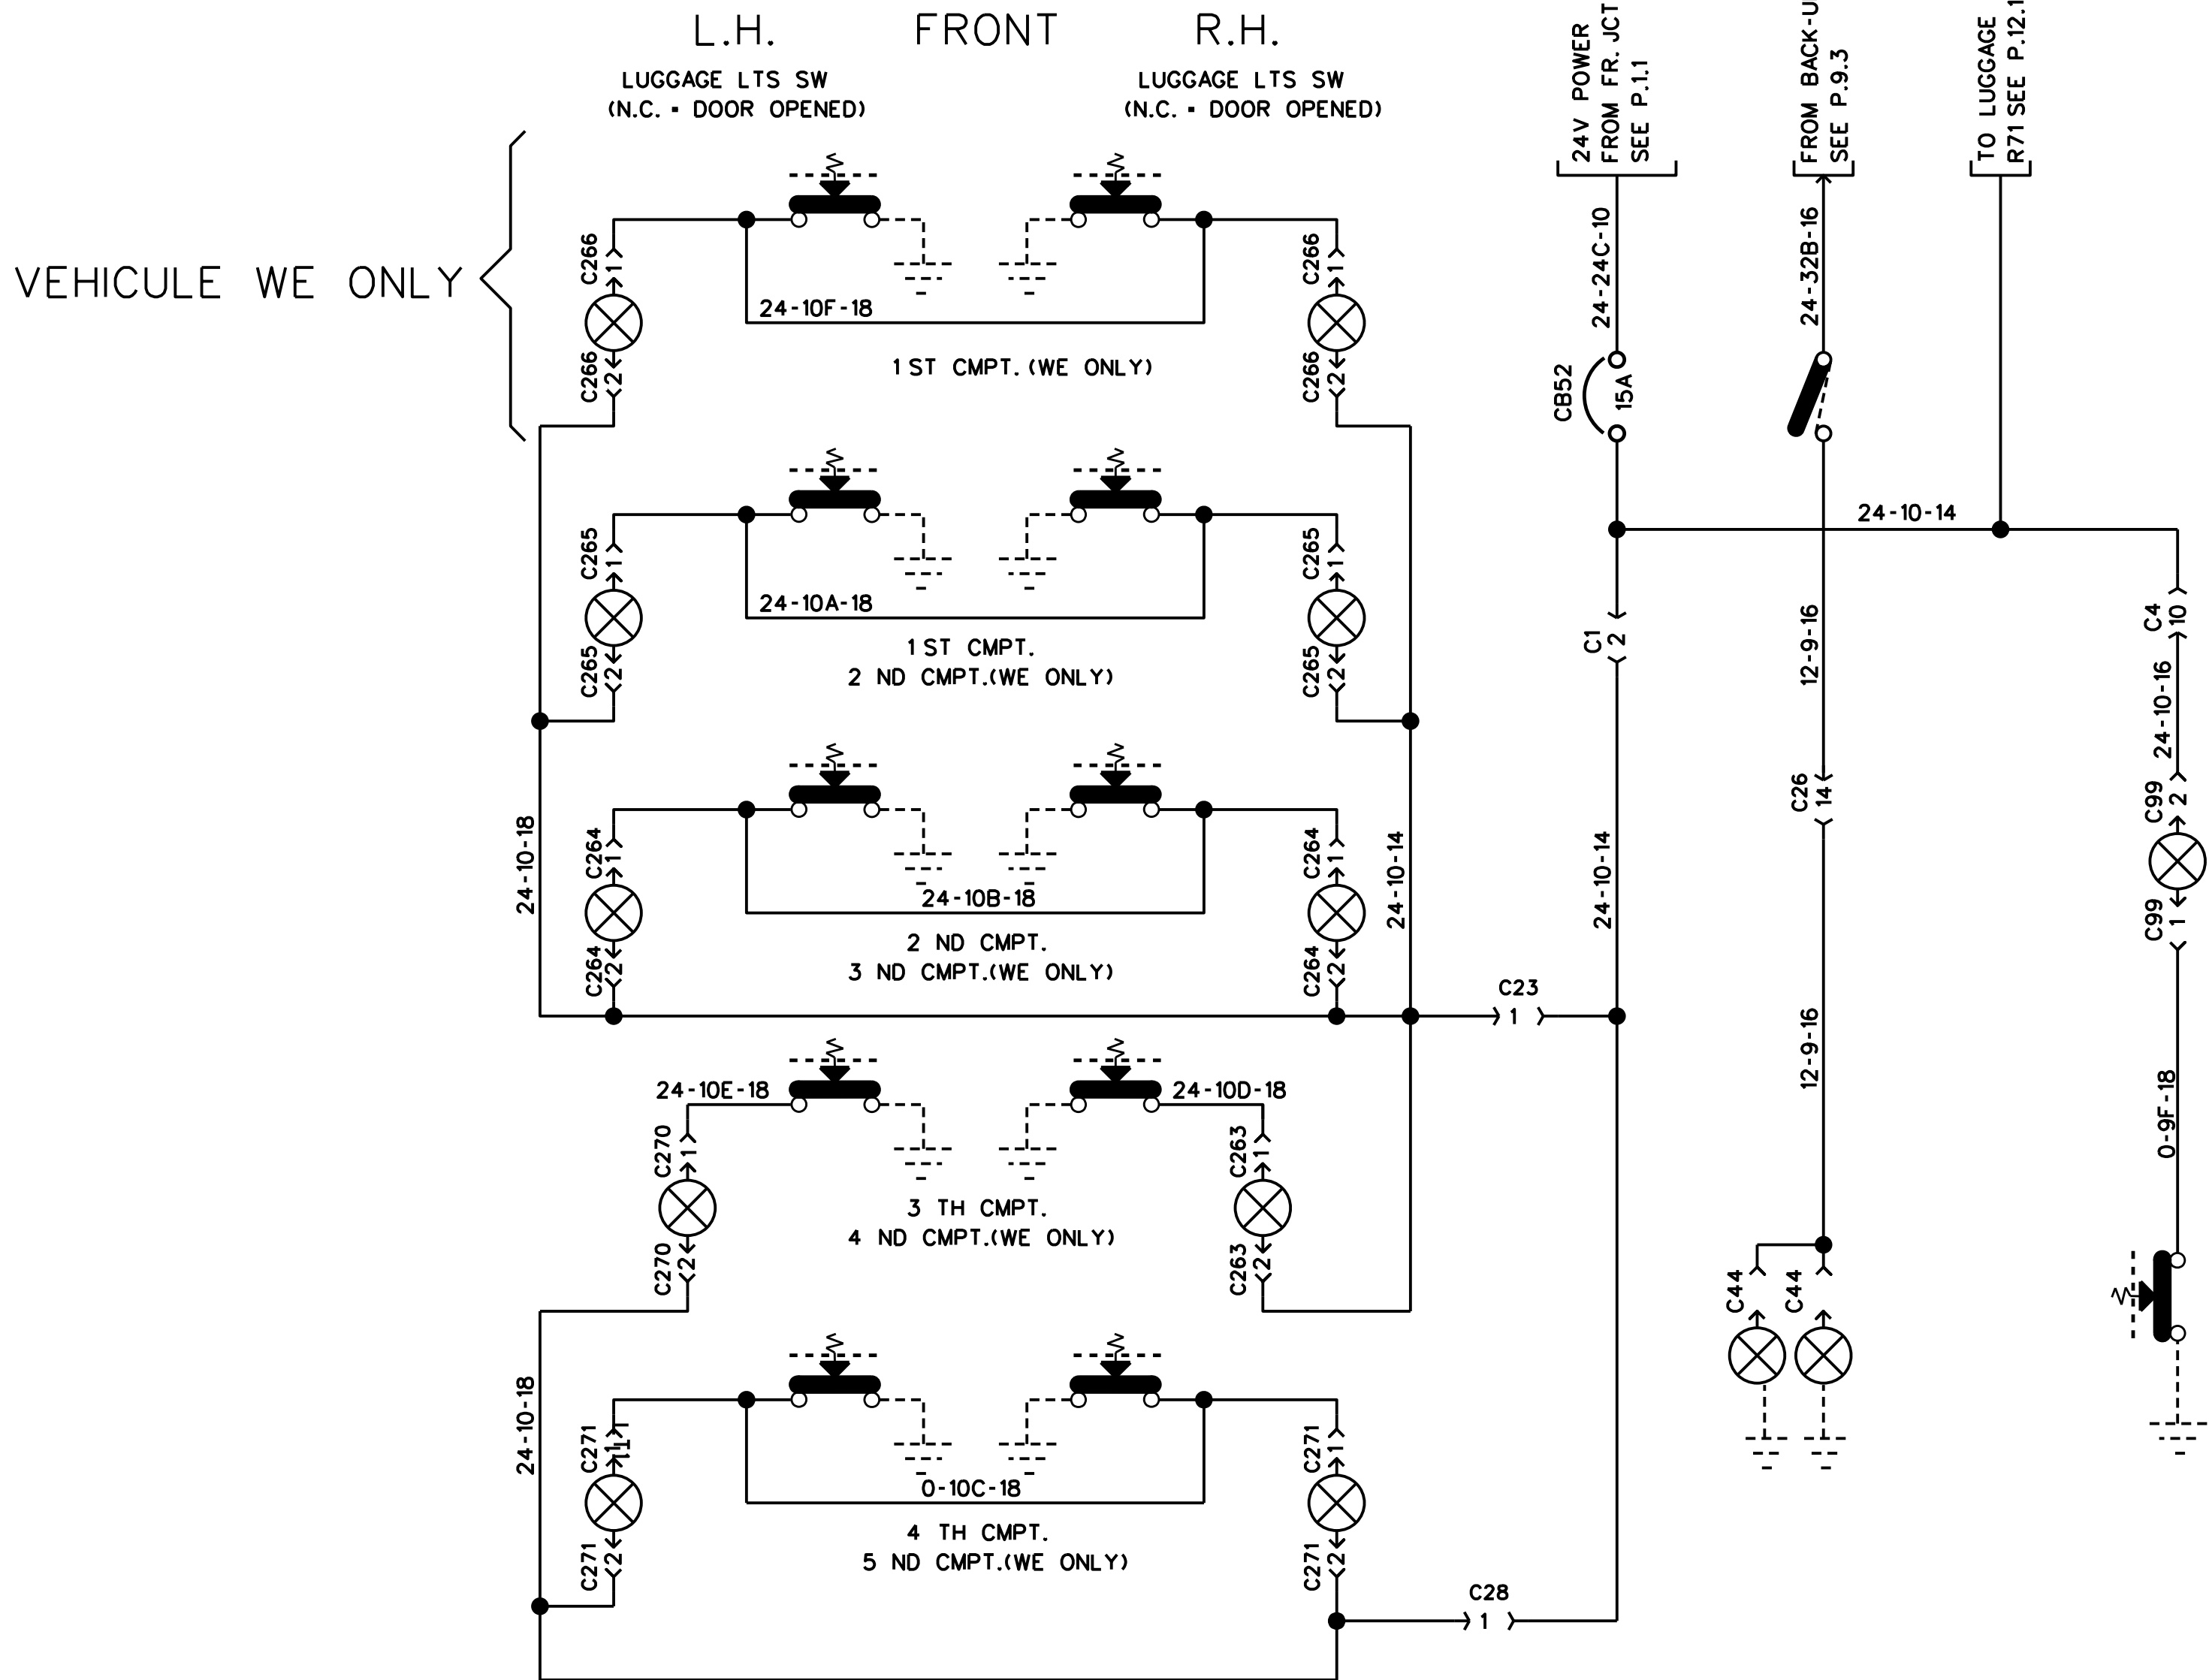 L.H. FRONT R.H.
LUGGAGE LTS SW
(N.C. - DOOR OPENED)
LUGGAGE LTS SW
(N.C. - DOOR OPENED)
VEHICULE WE ONLY
C266 1
C266 2
24-10F-18
1 ST CMPT. (WE ONLY)
C266 1
C266 2
C265 1
C265 2
24-10A-18
1 ST CMPT.
2 ND CMPT.(WE ONLY)
C265 1
C265 2
24-10-18
C264 1
C264 2
24-10B-18
2 ND CMPT.
3 ND CMPT.(WE ONLY)
C264 1
C264 2
24-10-14
C23
1
24-10E-18
C270 1
C270 2
3 TH CMPT.
4 ND CMPT.(WE ONLY)
24-10D-18
C263 1
C263 2
24-10-18
C271 1
C271 2
0-10C-18
4 TH CMPT.
5 ND CMPT.(WE ONLY)
C271 1
C271 2
C28
1
24V POWER
FROM FR. JCT
SEE P.1.1
24-24C-10
CB52
15A
C1
2
24-10-14
FROM BACK-U
SEE P.9.3
24-32B-16
12-9-16
C26
14
12-9-16
C44
C44
TO LUGGAGE
R71 SEE P.12.1
24-10-14
C4
10
24-10-16
C99
2
C99
1
0-9F-18